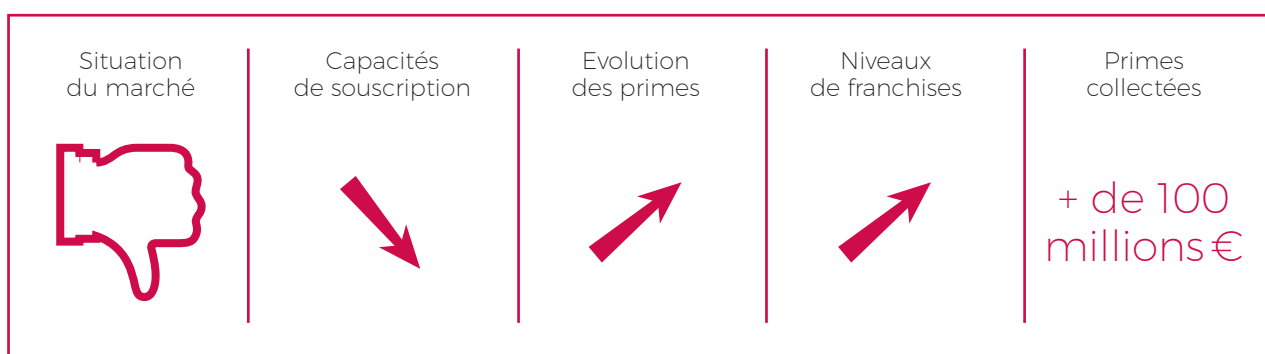 Situation
du marché
Capacités
de souscription
Evolution
des primes
Niveaux
de franchises
Primes
collectées
+ de 100
millions €